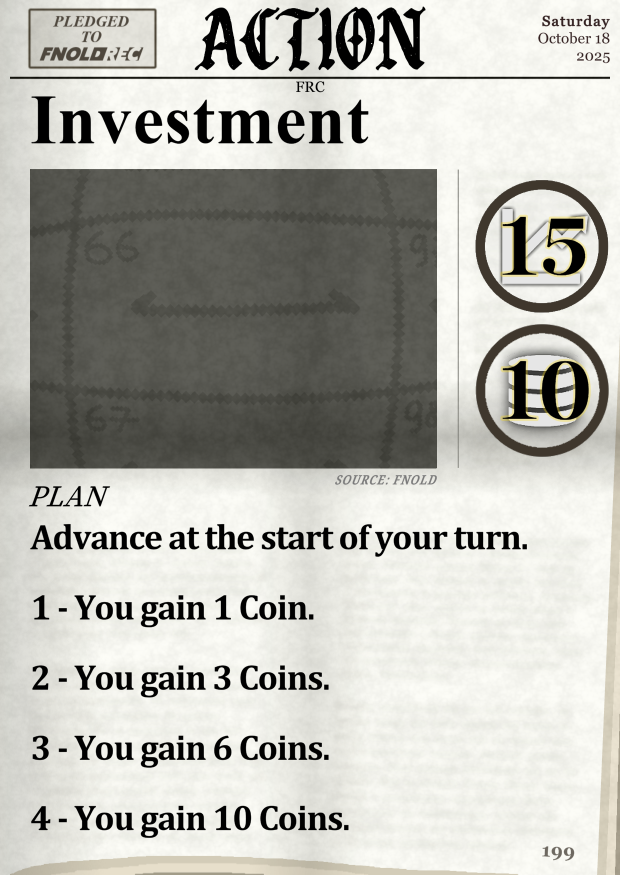 PLEDGED
TO
FNOLD REC
ACTION
Saturday
October 18
2025
FRC
Investment
66
67
15
10
SOURCE: FNOLD
PLAN
Advance at the start of your turn.
1 - You gain 1 Coin.
2 - You gain 3 Coins.
3 - You gain 6 Coins.
4 - You gain 10 Coins.
199